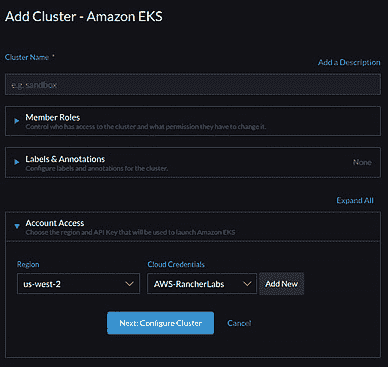 Add Cluster - Amazon EKS
Cluster Name *
Add a Description
e.g. sandbox
Member Roles
Control who has access to the cluster and what permission they have to change it.
Labels & Annotations
Configure labels and annotations for the cluster.
None
Expand All
Account Access
Choose the region and API Key that will be used to launch Amazon EKS
Region
Cloud Credentials
us-west-2
AWS-RancherLabs
Add New
Next: Configure Cluster
Cancel